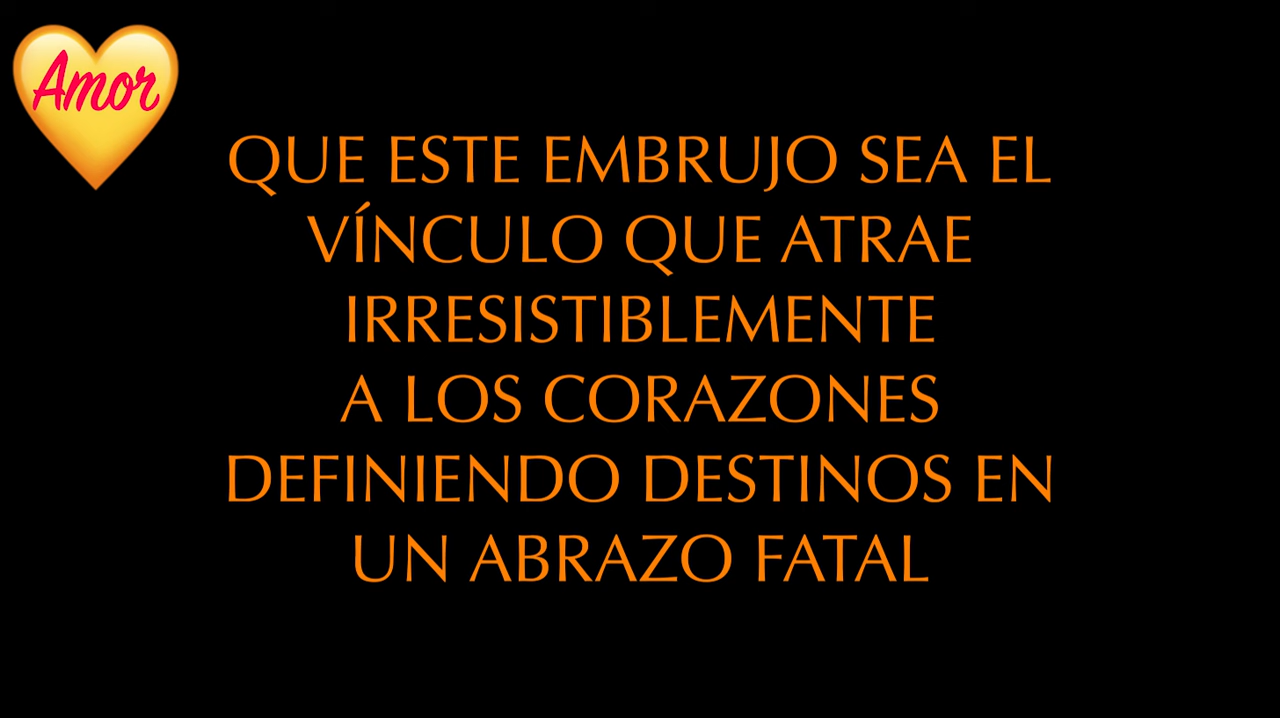 Amor
QUE ESTE EMBRUJO SEA EL
VÍNCULO QUE ATRAE
IRRESISTIBLEMENTE
A LOS CORAZONES
DEFINIENDO DESTINOS EN
UN ABRAZO FATAL